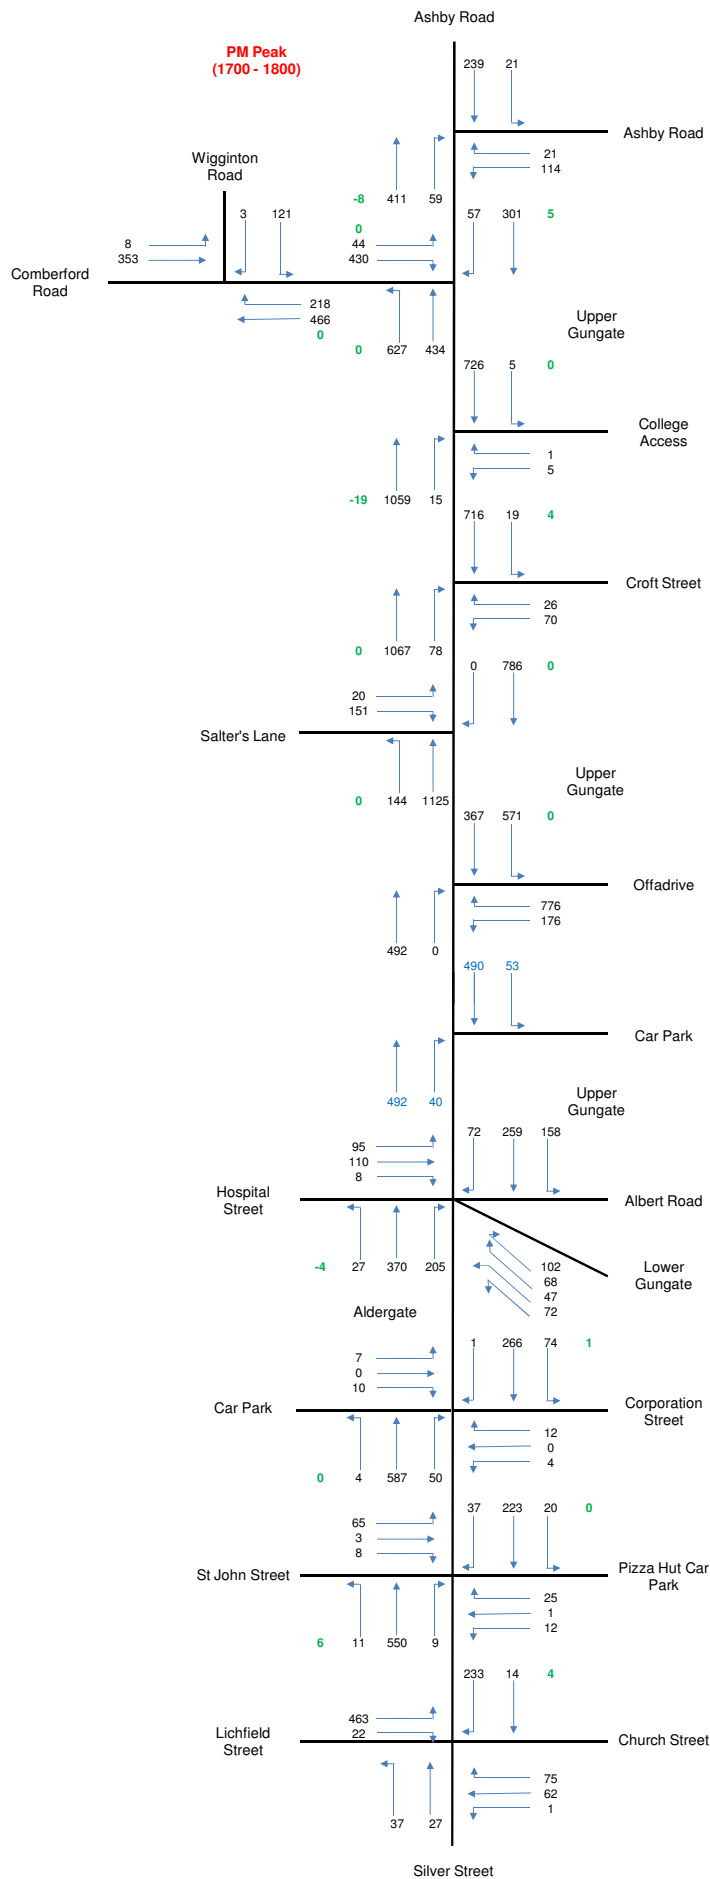 Ashby Road
PM Peak
(1700 - 1800)
239 21
Ashby Road
21
114
Wigginton
Road
-8 411 59
3 121
57 301 5
0
8
44
353
430
Comberford
Road
218
466
0
Upper
Gungate
0 627 434
726 5 0
College
Access
1
5
-19 1059 15
716 19 4
Croft Street
26
70
0 1067 78
0 786 0
20
151
Salter's Lane
Upper
Gungate
0 144 1125
367 571 0
Offadrive
776
176
492 0
490 53
Car Park
492 40
Upper
Gungate
72 259 158
95
110
8
Hospital
Street
Albert Road
-4 27 370 205
102
68
47
72
Lower
Gungate
Aldergate
1 266 74 1
7
0
10
Car Park
Corporation
Street
12
0
4
0 4 587 50
37 223 20 0
65
3
8
St John Street
Pizza Hut Car
Park
25
1
12
6 11 550 9
233 14 4
463
22
Lichfield
Street
Church Street
75
62
1
37 27
Silver Street